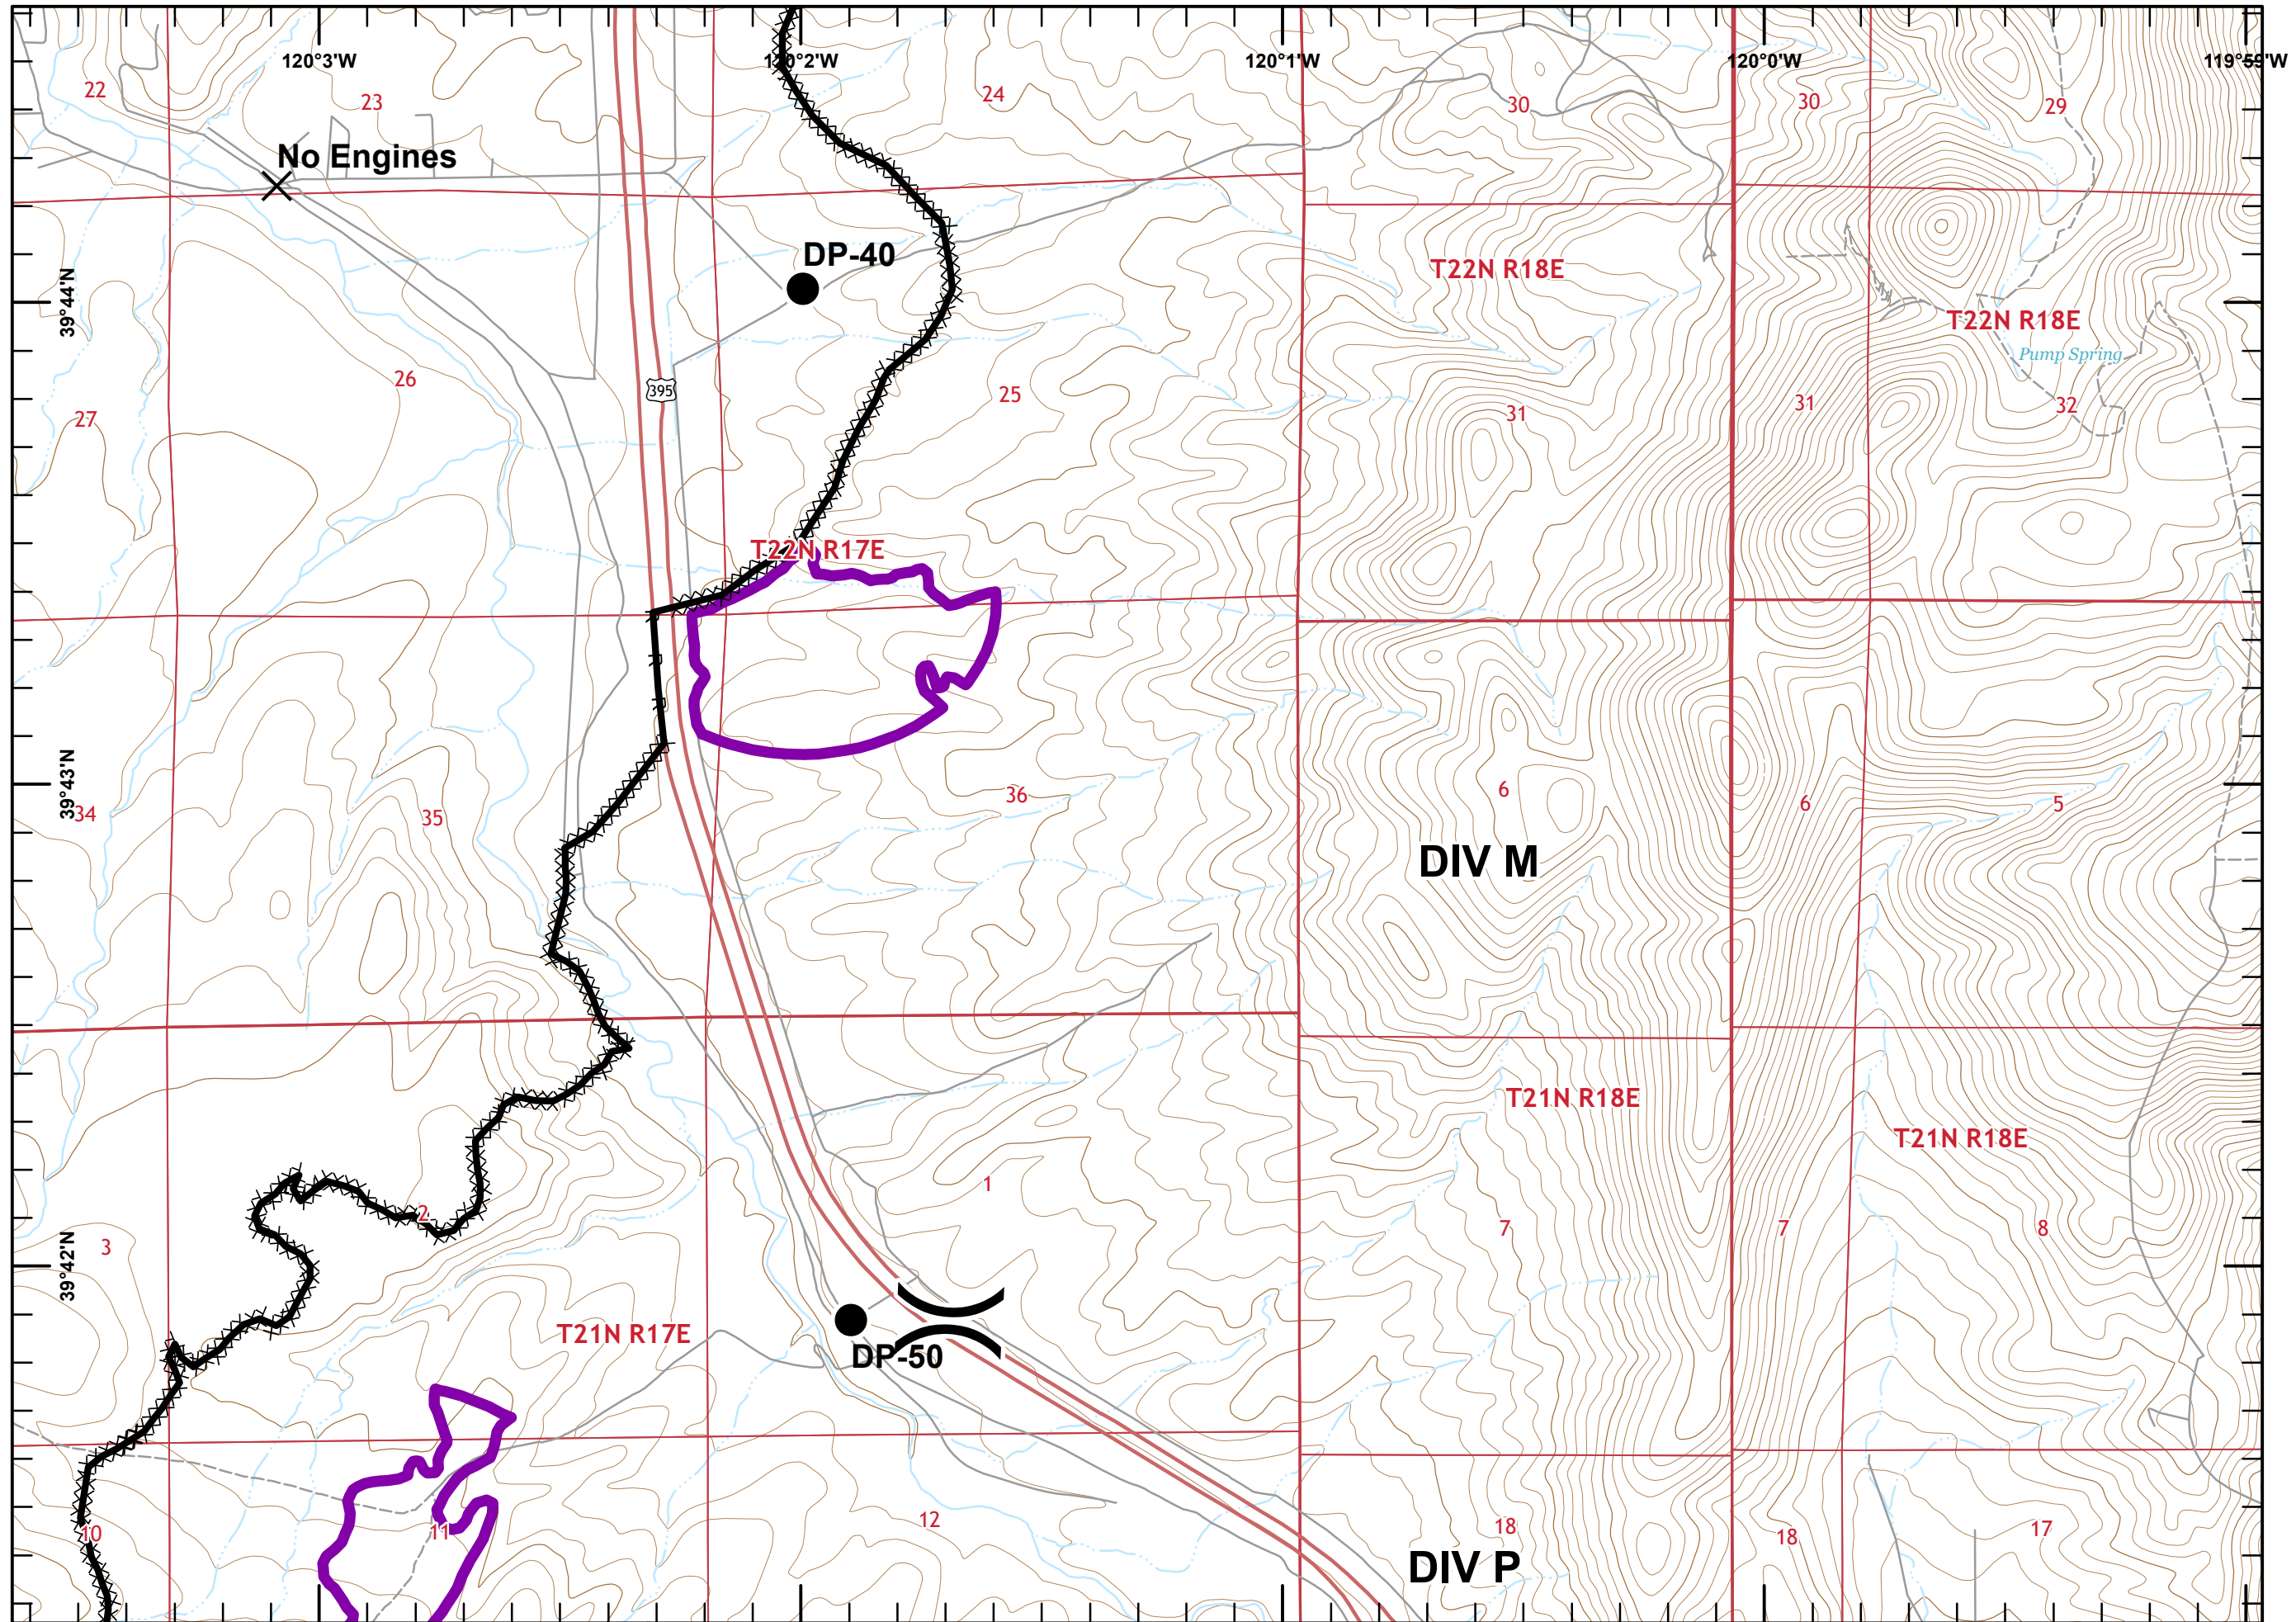 120°3'W
120°2'W
120°1'W
120°0'W
119°59'W
22
23
24
30
30
29
No Engines
DP-40
T22N R18E
39°44'N
T22N R18E
Pump Spring
26
395
25
27
31
31
32
T22N R17E
R
R
39°43'N
34
35
36
6
6
5
DIV M
T21N R18E
T21N R18E
1
2
3
7
7
8
39°42'N
T21N R17E
DP-50
10
11
12
18
18
17
DIV P